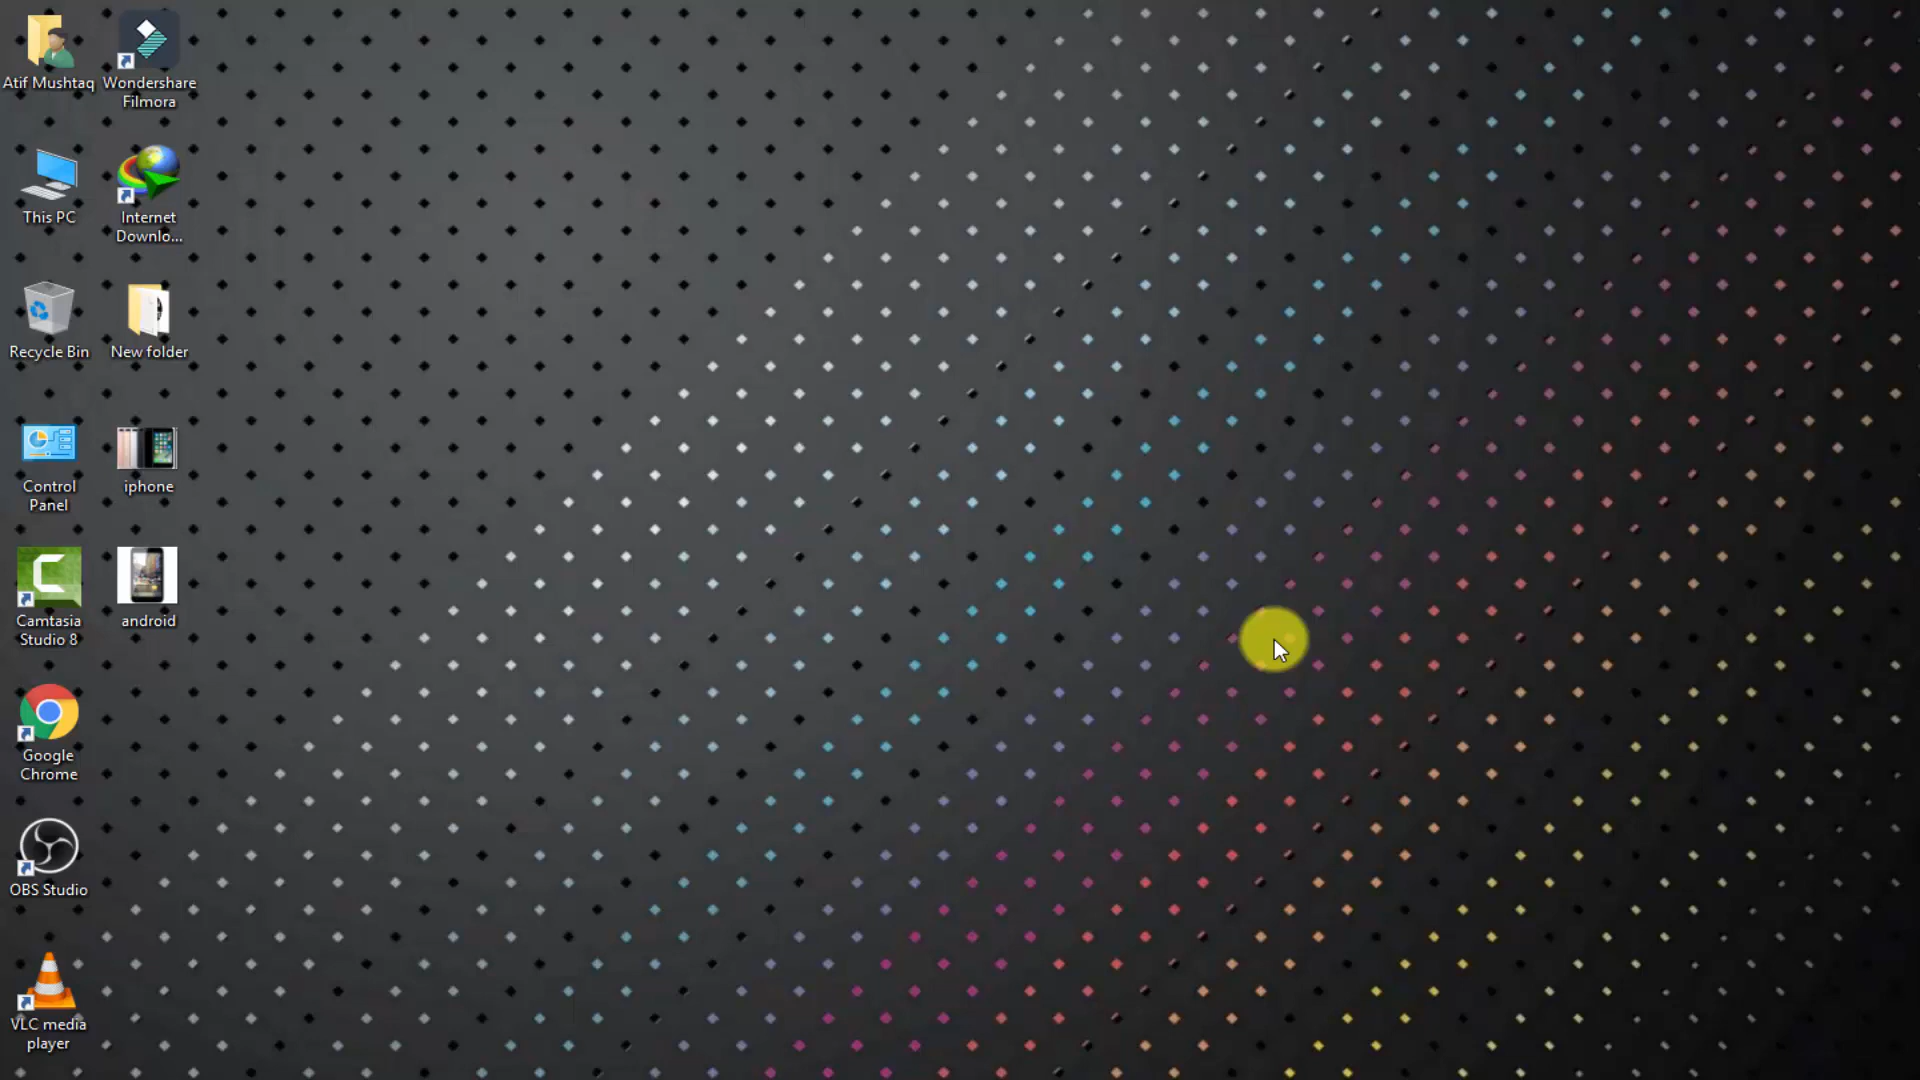 Atif Mushtaq
Wondershare
Filmora
This PC
Internet
Downlo...
Recycle Bin
New folder
Control
Panel
iphone
Camtasia
Studio 8
android
Google
Chrome
OBS Studio
VLC media
player